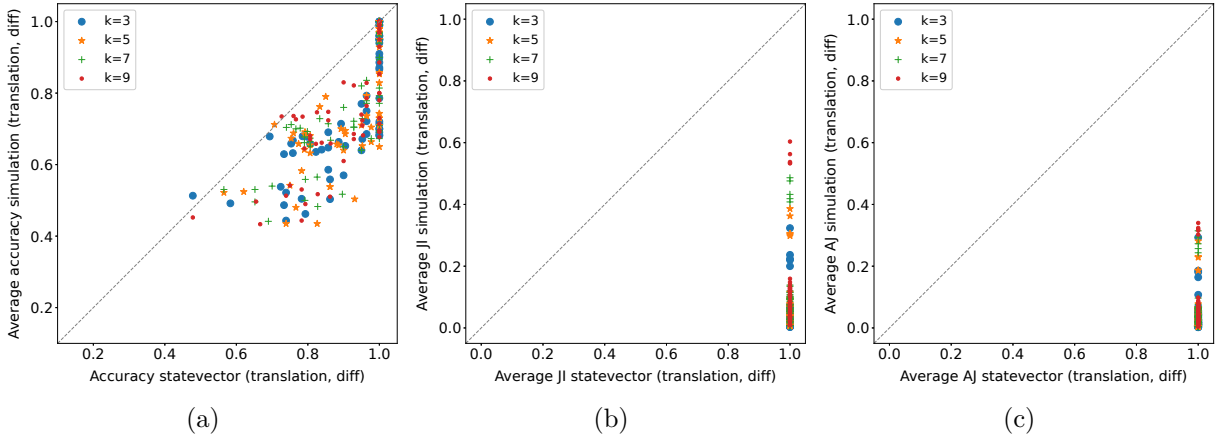 Average accuracy simulation (translation, diff)
1.0
0.8
0.6
0.4
0.2
k=3
k=5
k=7
k=9
0.2 0.4 0.6 0.8 1.0
Accuracy statevector (translation, diff)
(a)
Average JI simulation (translation, diff)
1.0
0.8
0.6
0.4
0.2
0.0
k=3
k=5
k=7
k=9
0.0 0.2 0.4 0.6 0.8 1.0
Average JI statevector (translation, diff)
(b)
Average AJ simulation (translation, diff)
1.0
0.8
0.6
0.4
0.2
0.0
k=3
k=5
k=7
k=9
0.0 0.2 0.4 0.6 0.8 1.0
Average AJ statevector (translation, diff)
(c)